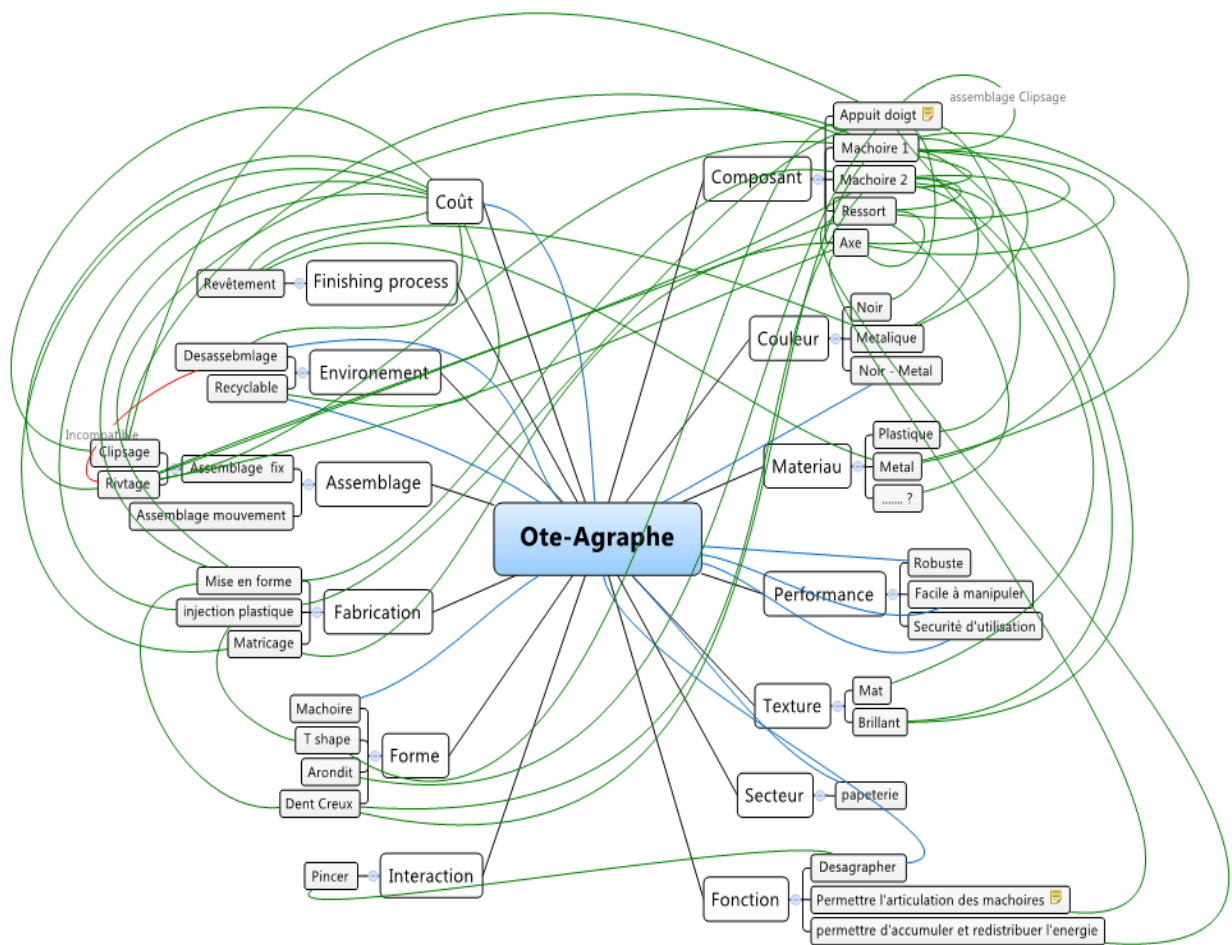 Ote-Agraphe
Coût
Finishing process
Revêtement
Environement
Desassebmlage
Recyclable
Incompatible
Assemblage
Assemblage fix
Clipsage
Rivtage
Assemblage mouvement
Fabrication
Mise en forme
injection plastique
Matricage
Forme
Machoire
T shape
Arondit
Dent Creux
Interaction
Pincer
Composant
assemblage Clipsage
Appuit doigt
Machoire 1
Machoire 2
Ressort
Axe
Couleur
Noir
Metalique
Noir - Metal
Materiau
Plastique
Metal
....... ?
Performance
Robuste
Facile à manipuler
Securité d'utilisation
Texture
Mat
Brillant
Secteur
papeterie
Fonction
Desagrapher
Permettre l'articulation des machoires
permettre d'accumuler et redistribuer l'energie